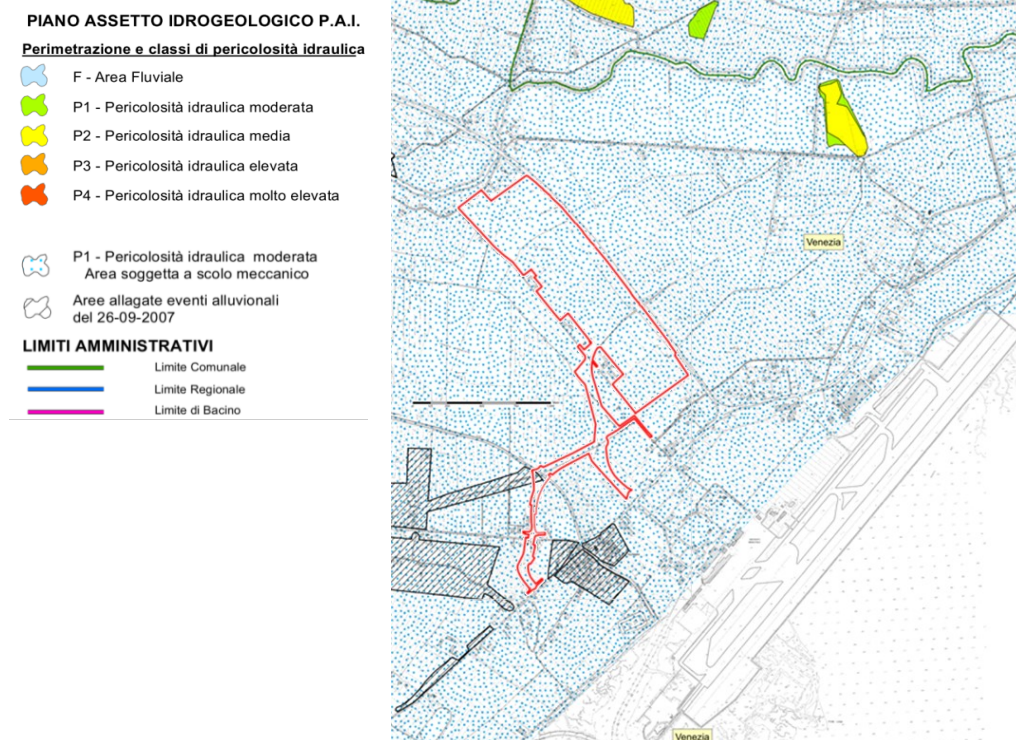 PIANO ASSETTO IDROGEOLOGICO P.A.I.
Perimetrazione e classi di pericolosità idraulica
F - Area Fluviale
P1 - Pericolosità idraulica moderata
P2 - Pericolosità idraulica media
P3 - Pericolosità idraulica elevata
P4 - Pericolosità idraulica molto elevata
P1 - Pericolosità idraulica moderata
Area soggetta a scolo meccanico
Aree allagate eventi alluvionali
del 26-09-2007
LIMITI AMMINISTRATIVI
Limite Comunale
Limite Regionale
Limite di Bacino
Venezia
Venezia